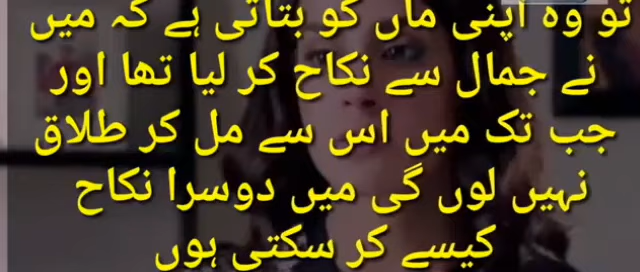 تو وہ اپنی ماں کو بتاتی ہے کہ میں
نے جمال سے نکاح کر لیا تھا اور
جب تک میں اس سے مل کر طلاق
نہیں لوں گی میں دوسرا نکاح
کیسے کر سکتی ہوں